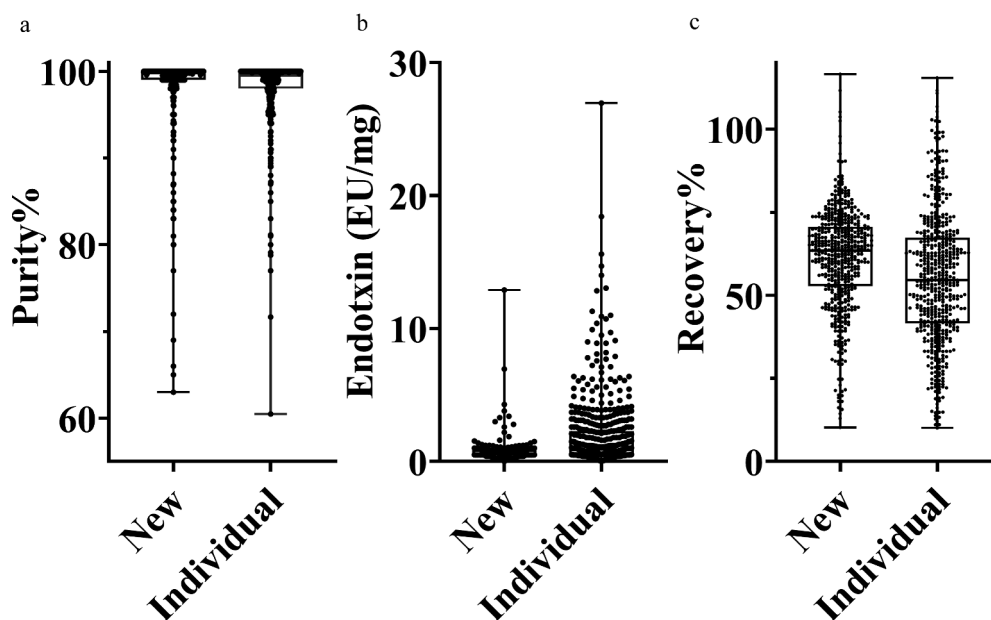 a
Purity%
100
80
60
New
Individual
b
Endotxin (EU/mg)
30
20
10
0
New
Individual
c
Recovery%
100
50
0
New
Individual